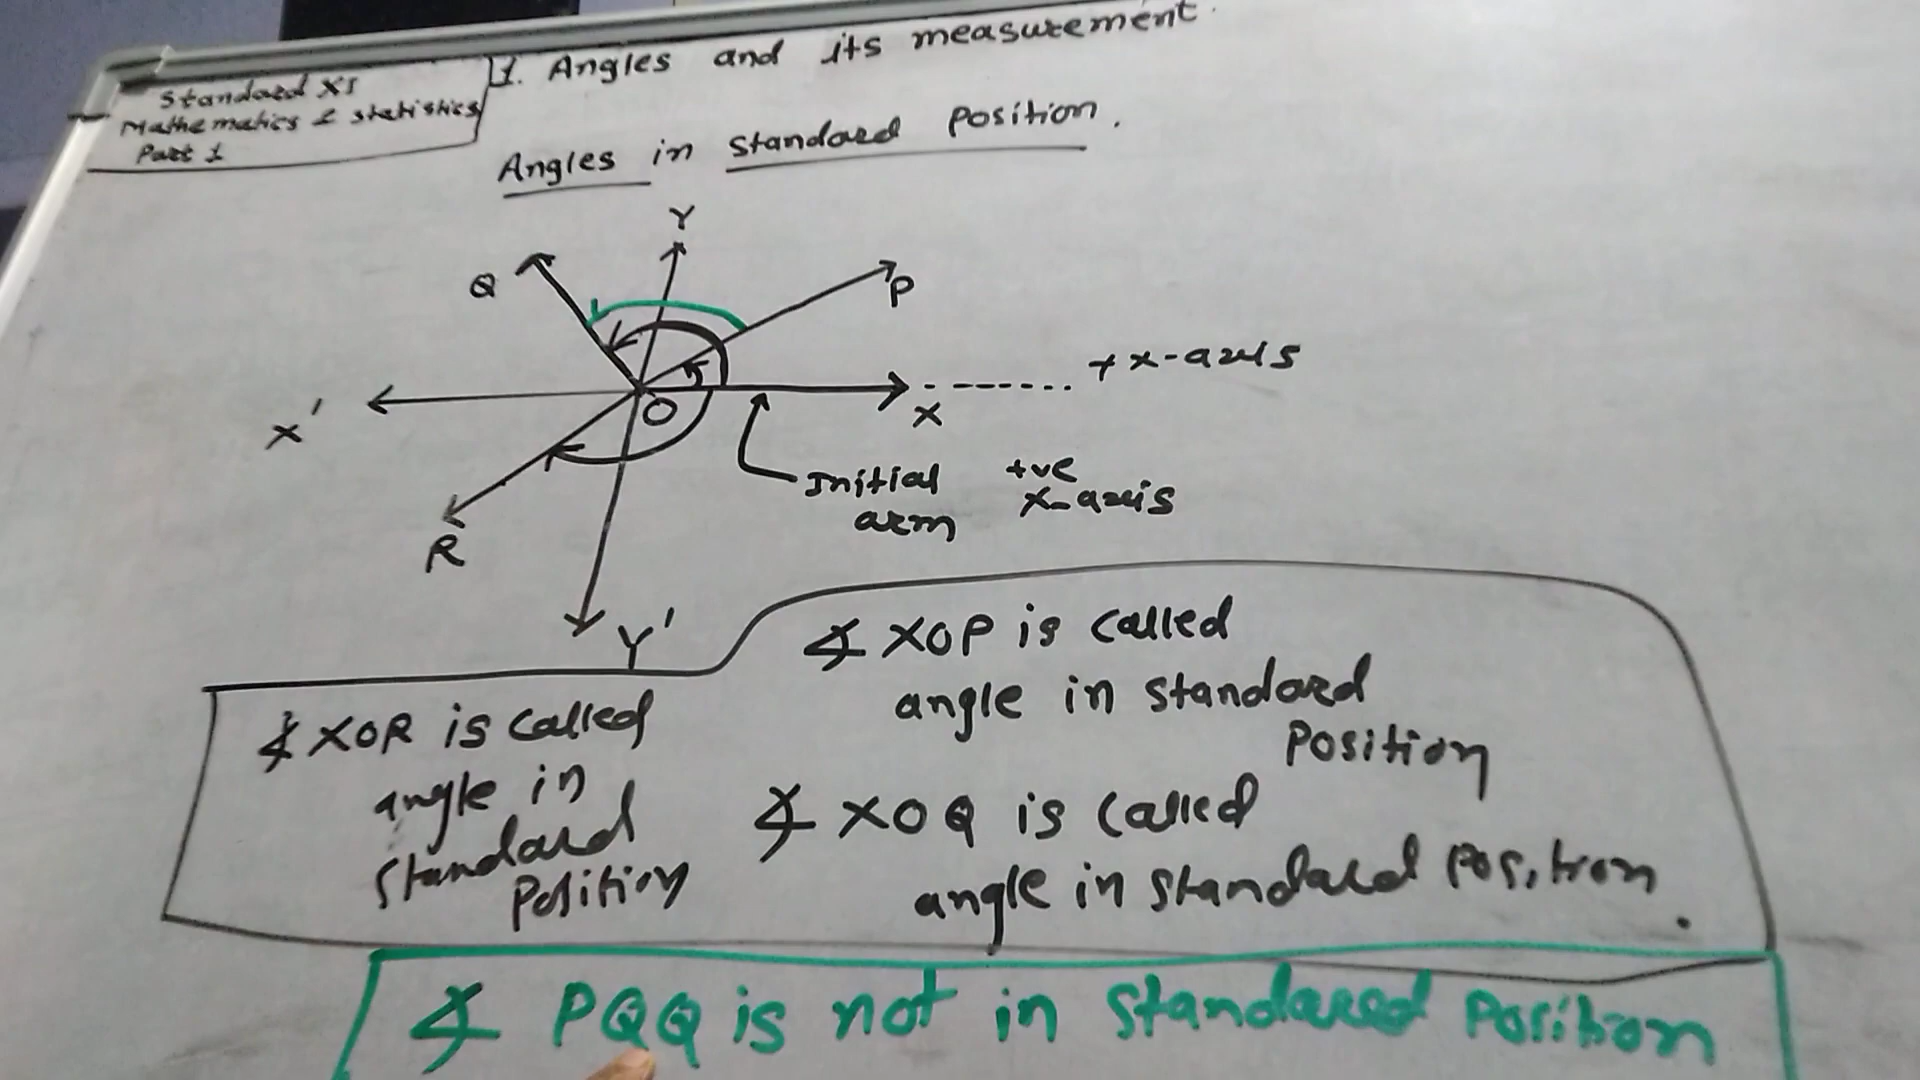 Standard XI
Mathematics & statistics
Part 1
1. Angles and its measurement.
Angles in standard position.
Y
Q
P
+ x-axis
X'
O
X
Initial
arm
+ve
X-axis
R
Y'
∡ XOP is called
angle in standard
Position
∡ XOR is called
angle in
standard
Position
∡ XOQ is called
angle in standard position.
∡ PQQ is not in standared position